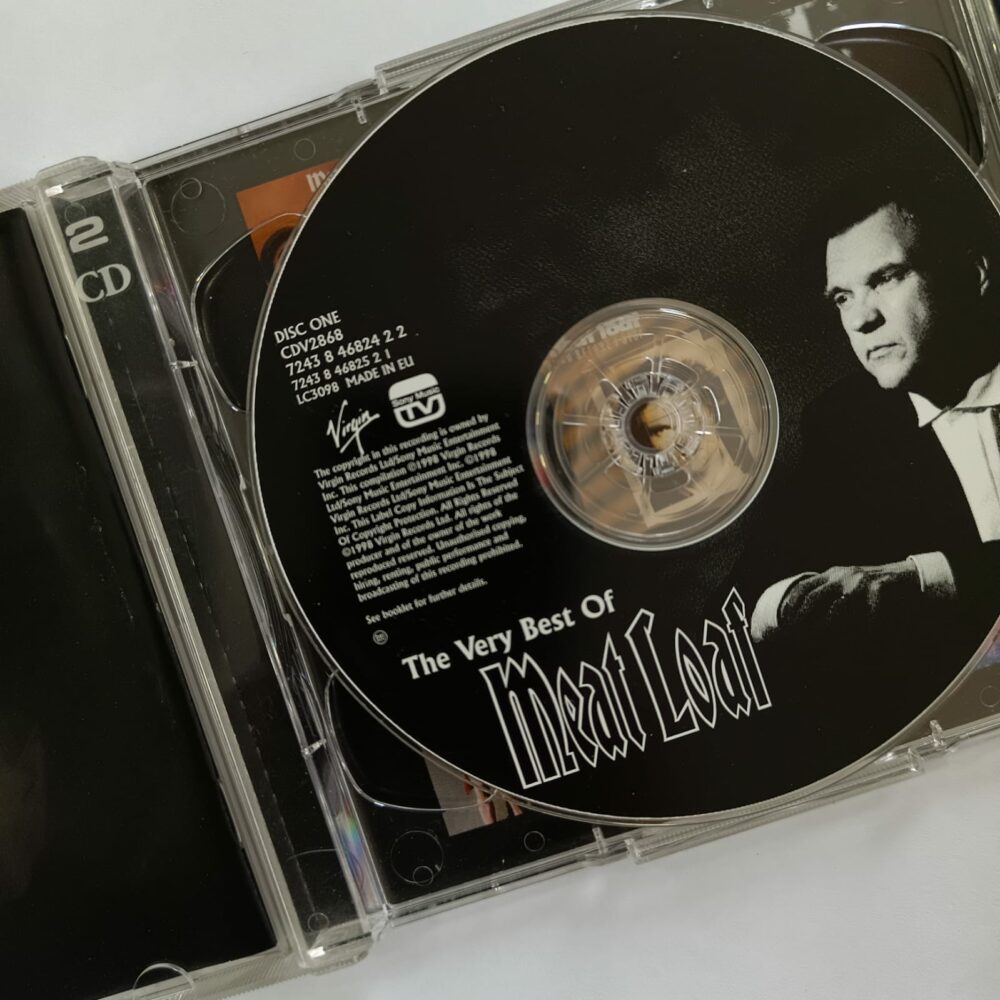 2
CD
DISC ONE
CDV2868
7243 8 46824 2 2
7243 8 46825 2 1
LC3098 MADE IN EU
Virgin
Sony Music
TV
The copyright in this recording is owned by
Virgin Records Ltd/Sony Music Entertainment
Inc. This compilation ℗1998 Virgin Records
Ltd/Sony Music Entertainment Inc. ©1998
Virgin Records Ltd/Sony Music Entertainment
Inc. This Label Copy Information Is The Subject
Of Copyright Protection. All Rights Reserved
©1998 Virgin Records Ltd. All rights of the
producer and of the owner of the work
reproduced reserved. Unauthorised copying,
hiring, renting, public performance and
broadcasting of this recording prohibited.
See booklet for further details.
The Very Best Of
Meat Loaf